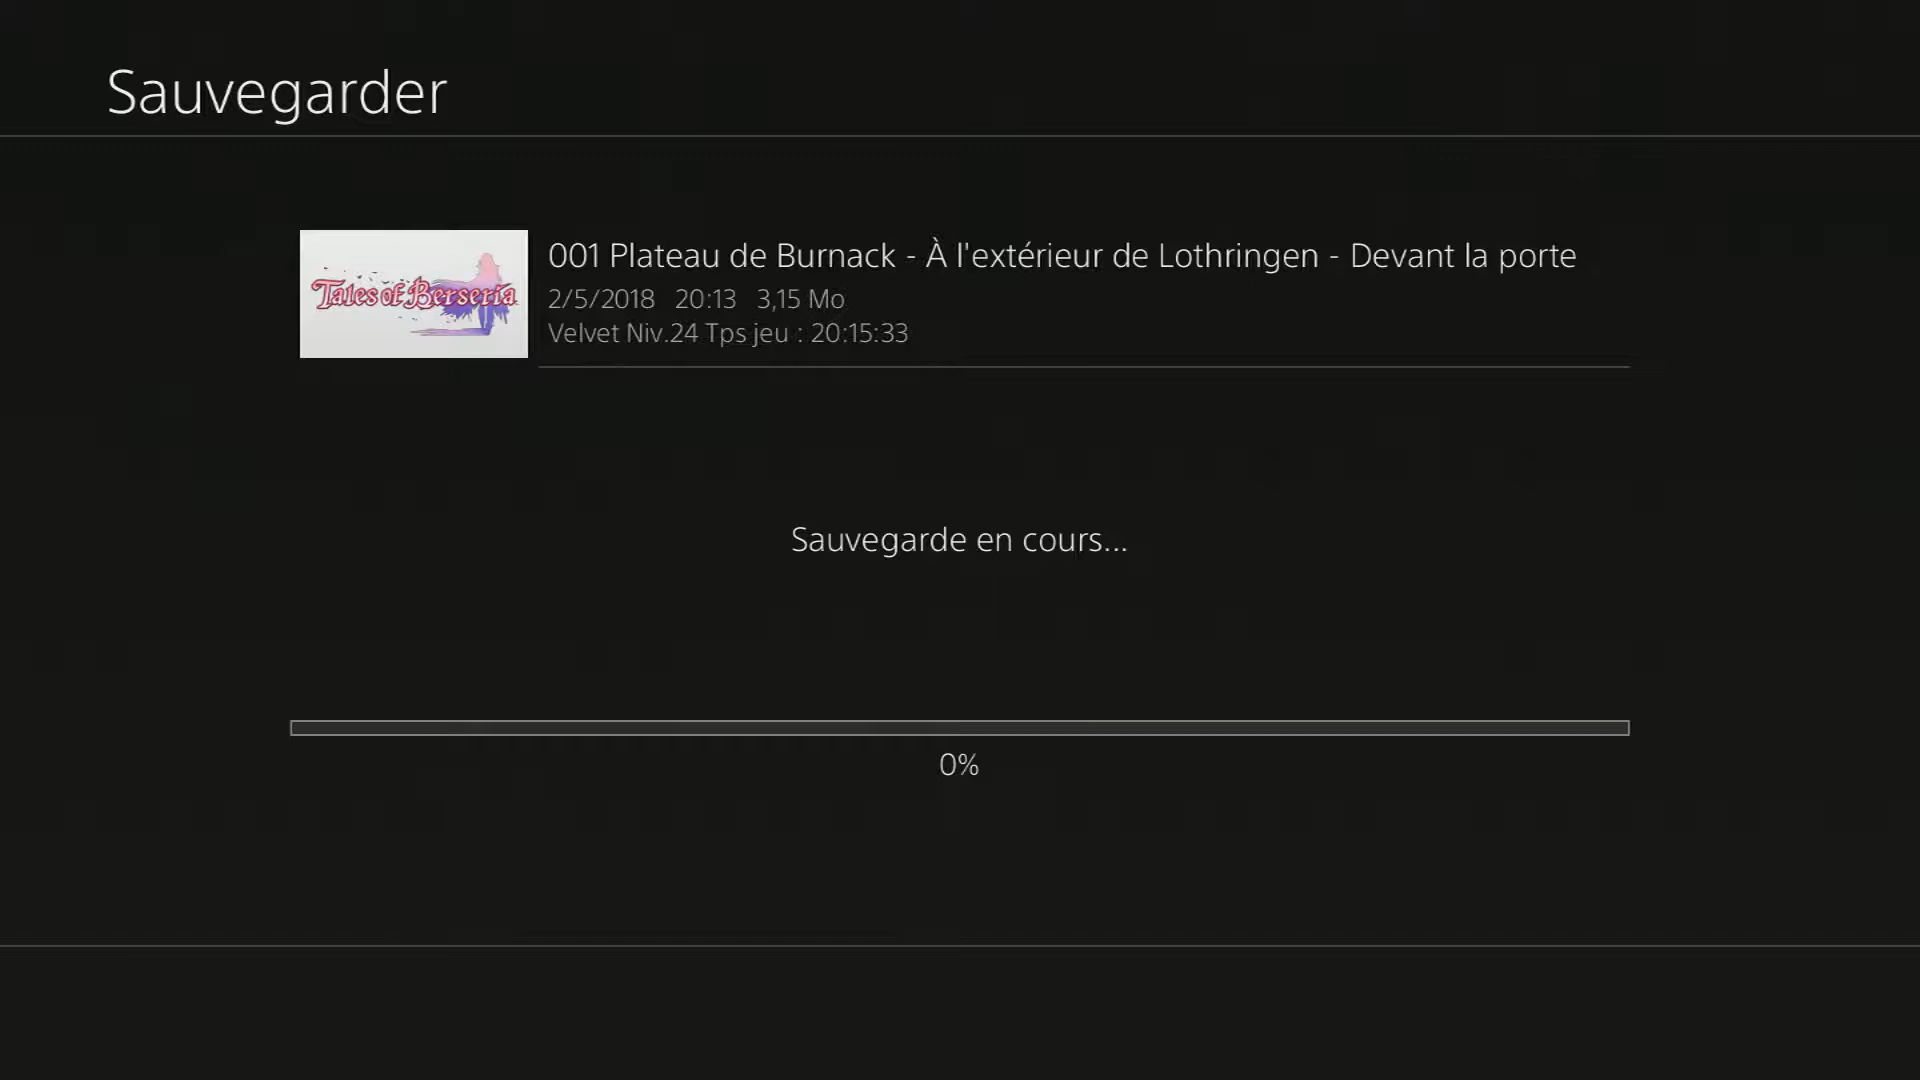 Sauvegarder
Tales of Berseria
001 Plateau de Burnack - À l'extérieur de Lothringen - Devant la porte
2/5/2018 20:13 3,15 Mo
Velvet Niv.24 Tps jeu : 20:15:33
Sauvegarde en cours...
0%